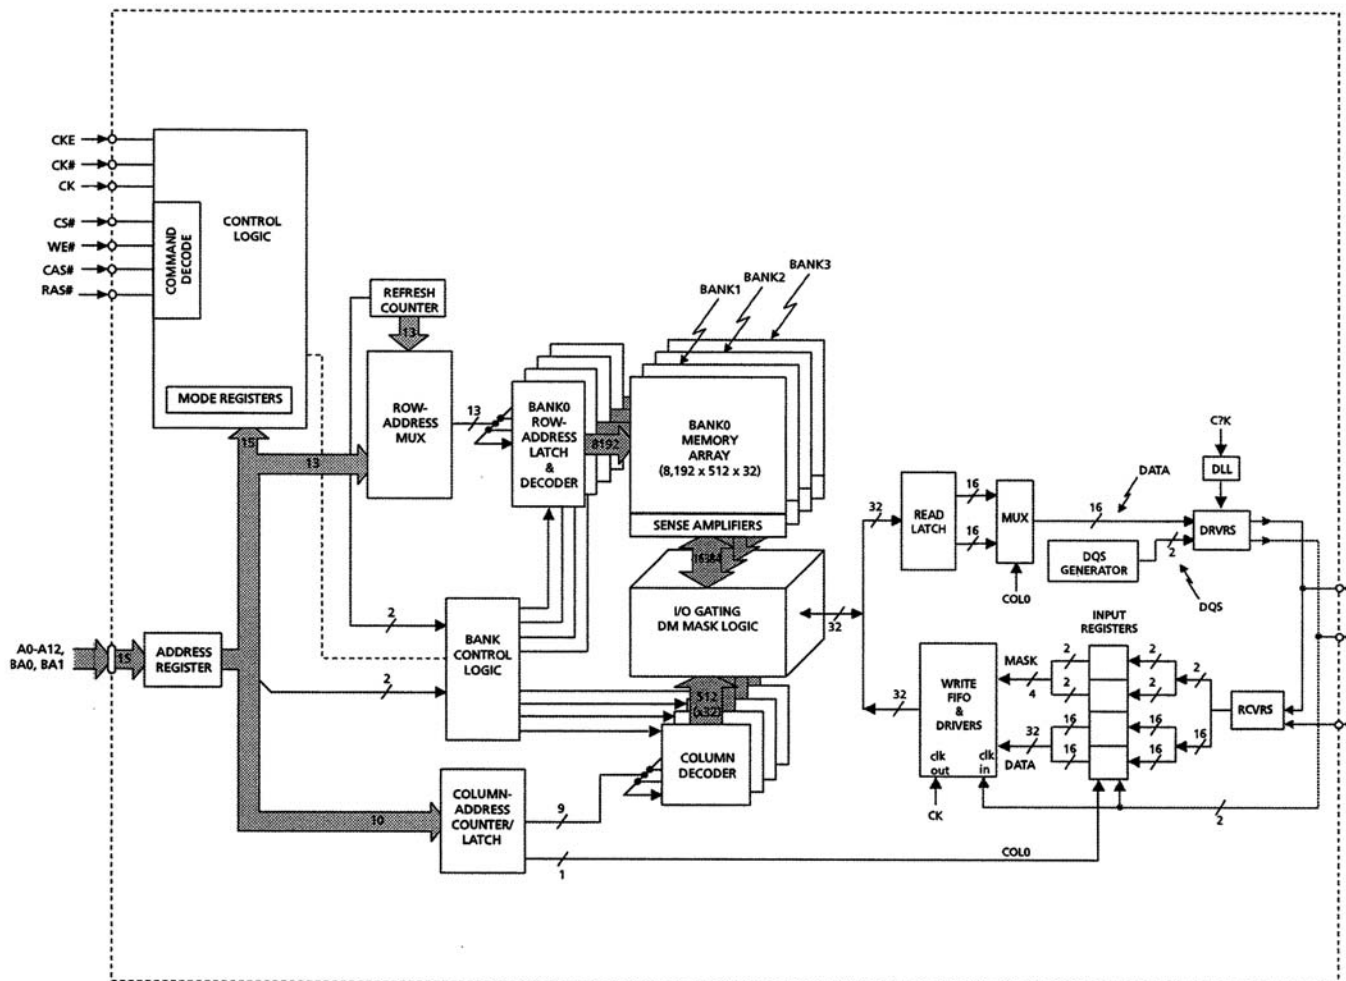 CKE
CK#
CK
CS#
WE#
CAS#
RAS#
COMMAND
DECODE
CONTROL
LOGIC
MODE REGISTERS
REFRESH
COUNTER
13
ROW-
ADDRESS
MUX
13
15
13
BANK0
ROW-
ADDRESS
LATCH
&
DECODER
8192
BANK1
BANK2
BANK3
BANK0
MEMORY
ARRAY
(8,192 x 512 x 32)
SENSE AMPLIFIERS
16384
I/O GATING
DM MASK LOGIC
32
2
2
BANK
CONTROL
LOGIC
A0-A12,
BA0, BA1
15
ADDRESS
REGISTER
512
(x32)
COLUMN
DECODER
10
COLUMN-
ADDRESS
COUNTER/
LATCH
9
1
COL0
32
READ
LATCH
16
16
MUX
COL0
DATA
16
DQS
GENERATOR
2
DQS
C?K
DLL
DRVRS
INPUT
REGISTERS
32
WRITE
FIFO
&
DRIVERS
clk
out
clk
in
CK
MASK
4
32
DATA
2
2
16
16
2
2
16
16
2
16
RCVRS
2